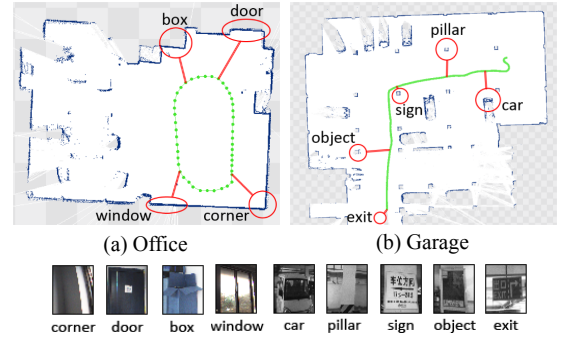 box
door
window
corner
pillar
sign
car
object
exit
(a) Office
(b) Garage
corner
door
box
window
car
pillar
sign
object
exit